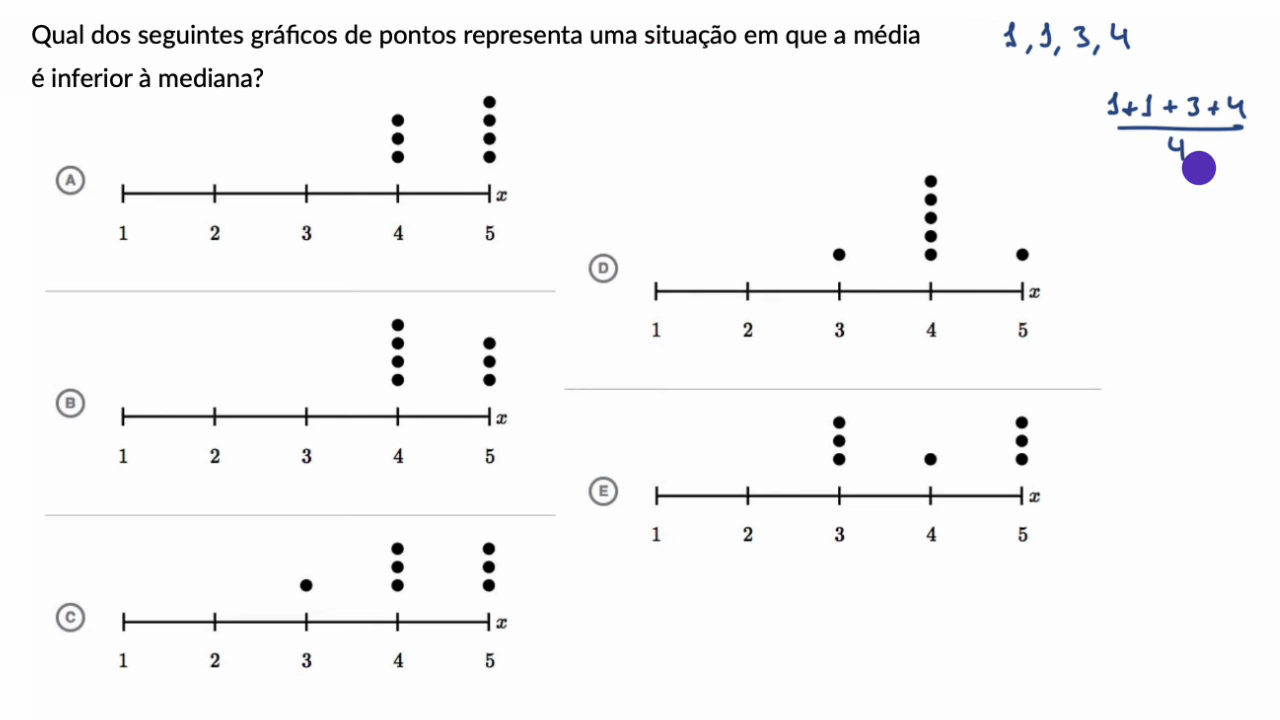 Qual dos seguintes gráficos de pontos representa uma situação em que a média
é inferior à mediana?
1, 1, 3, 4
1+1+3+4
4
A
x
1 2 3 4 5
B
x
1 2 3 4 5
C
x
1 2 3 4 5
D
x
1 2 3 4 5
E
x
1 2 3 4 5